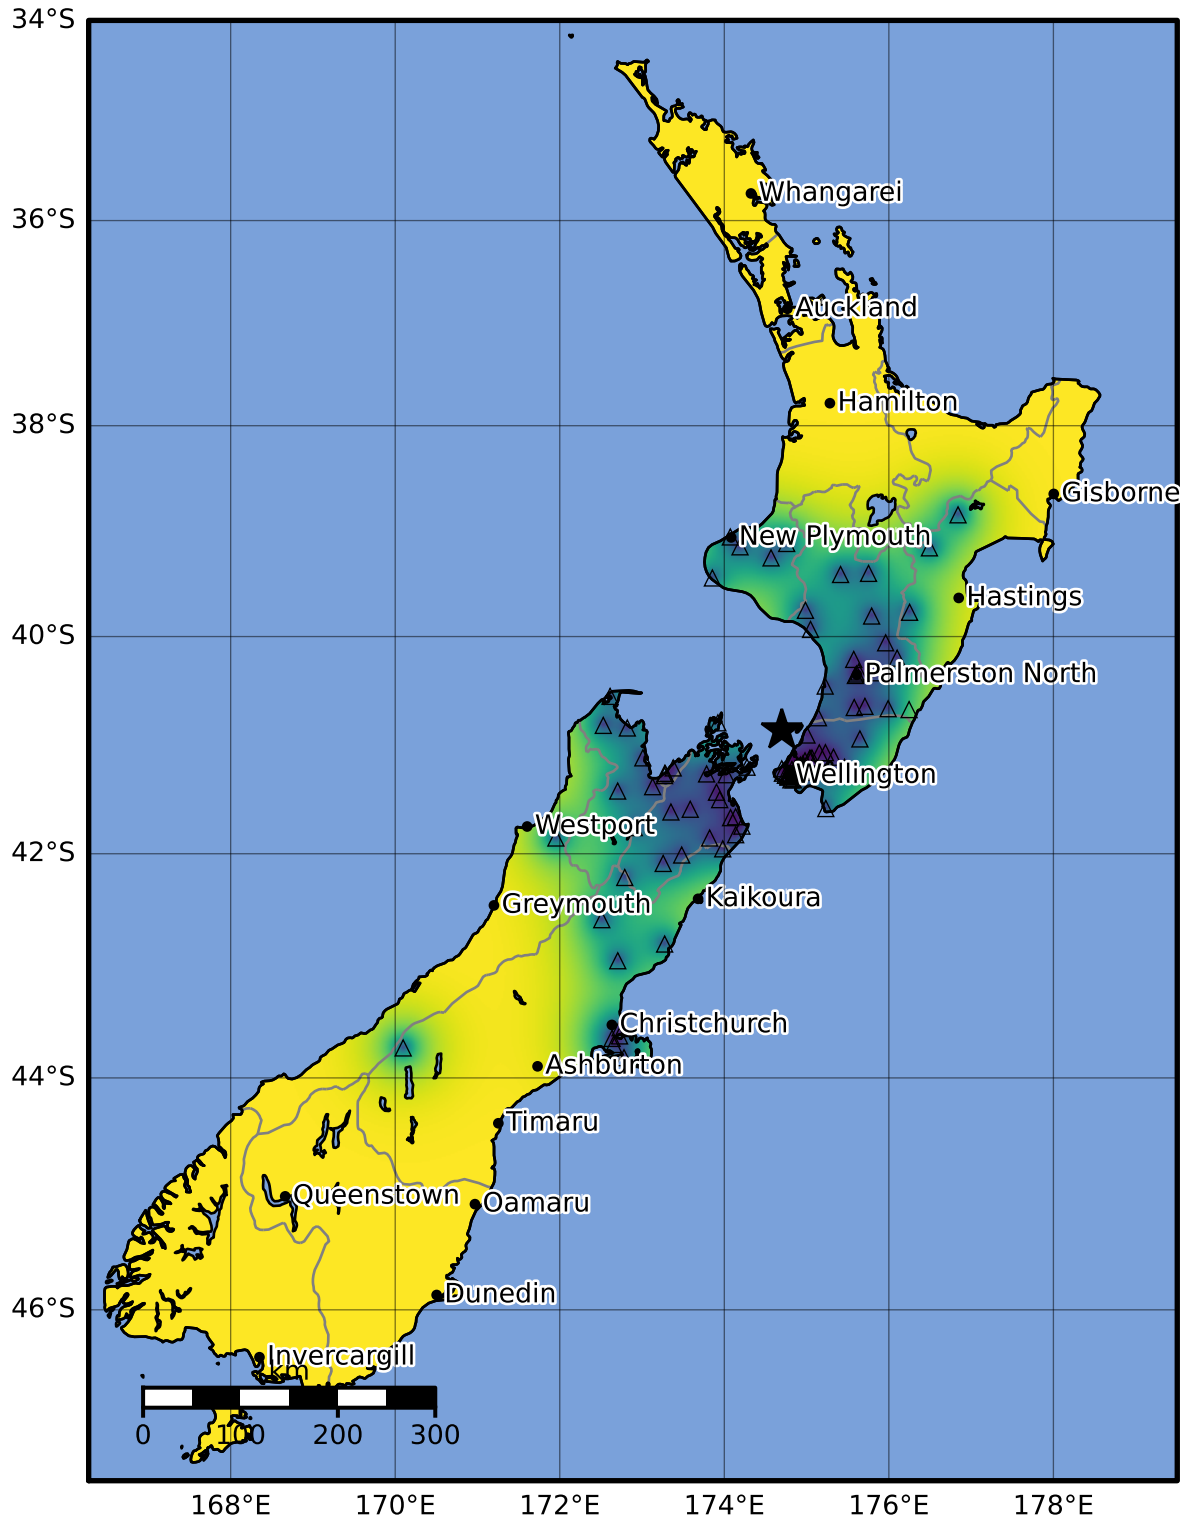 34°S
Whangarei
36°S
Auckland
Hamilton
38°S
Gisborne
New Plymouth
Hastings
40°S
Palmerston North
Wellington
Westport
42°S
Kaikoura
Greymouth
Christchurch
Ashburton
44°S
Timaru
Queenstown
Oamaru
Dunedin
46°S
Invercargill
km
0 100 200 300
168°E 170°E 172°E 174°E 176°E 178°E